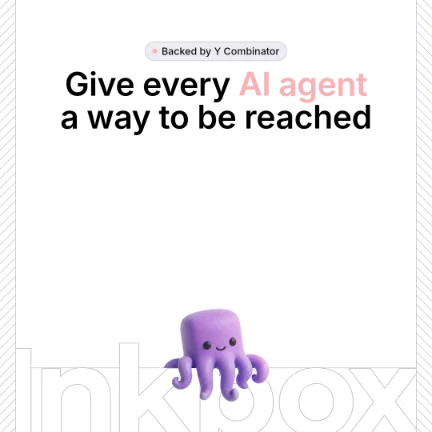 Backed by Y Combinator
Give every AI agent
a way to be reached
Inkbox